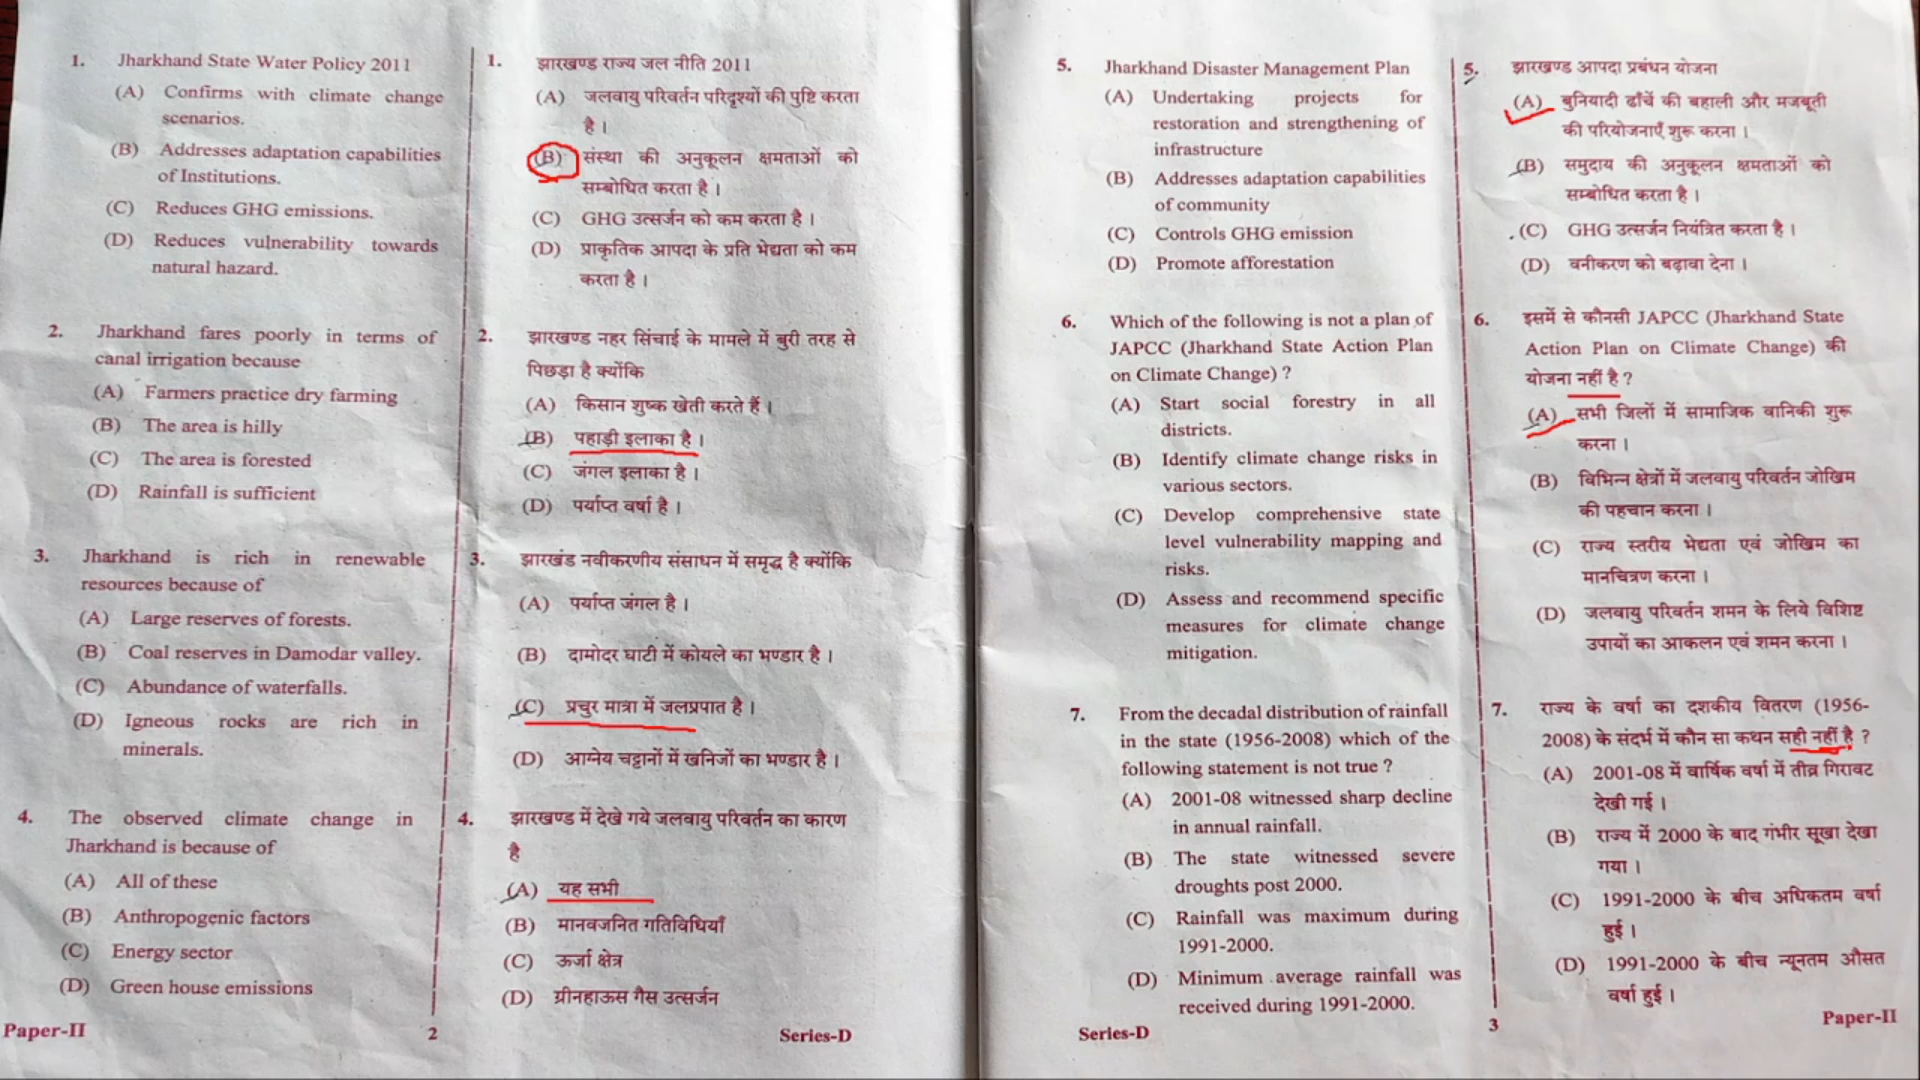 1. Jharkhand State Water Policy 2011
(A) Confirms with climate change
scenarios.
(B) Addresses adaptation capabilities
of Institutions.
(C) Reduces GHG emissions.
(D) Reduces vulnerability towards
natural hazard.
2. Jharkhand fares poorly in terms of
canal irrigation because
(A) Farmers practice dry farming
(B) The area is hilly
(C) The area is forested
(D) Rainfall is sufficient
3. Jharkhand is rich in renewable
resources because of
(A) Large reserves of forests.
(B) Coal reserves in Damodar valley.
(C) Abundance of waterfalls.
(D) Igneous rocks are rich in
minerals.
4. The observed climate change in
Jharkhand is because of
(A) All of these
(B) Anthropogenic factors
(C) Energy sector
(D) Green house emissions
1. झारखण्ड राज्य जल नीति 2011
(A) जलवायु परिवर्तन परिदृश्यों की पुष्टि करता
है ।
(B) संस्था की अनुकूलन क्षमताओं को
सम्बोधित करता है ।
(C) GHG उत्सर्जन को कम करता है ।
(D) प्राकृतिक आपदा के प्रति भेद्यता को कम
करता है ।
2. झारखण्ड नहर सिंचाई के मामले में बुरी तरह से
पिछड़ा है क्योंकि
(A) किसान शुष्क खेती करते हैं ।
(B) पहाड़ी इलाका है ।
(C) जंगल इलाका है ।
(D) पर्याप्त वर्षा है ।
3. झारखंड नवीकरणीय संसाधन में समृद्ध है क्योंकि
(A) पर्याप्त जंगल है ।
(B) दामोदर घाटी में कोयले का भण्डार है ।
(C) प्रचुर मात्रा में जलप्रपात है ।
(D) आग्नेय चट्टानों में खनिजों का भण्डार है ।
4. झारखण्ड में देखे गये जलवायु परिवर्तन का कारण
है
(A) यह सभी
(B) मानवजनित गतिविधियाँ
(C) ऊर्जा क्षेत्र
(D) ग्रीनहाऊस गैस उत्सर्जन
Paper-II 2 Series-D
5. Jharkhand Disaster Management Plan
(A) Undertaking projects for
restoration and strengthening of
infrastructure
(B) Addresses adaptation capabilities
of community
(C) Controls GHG emission
(D) Promote afforestation
6. Which of the following is not a plan of
JAPCC (Jharkhand State Action Plan
on Climate Change) ?
(A) Start social forestry in all
districts.
(B) Identify climate change risks in
various sectors.
(C) Develop comprehensive state
level vulnerability mapping and
risks.
(D) Assess and recommend specific
measures for climate change
mitigation.
7. From the decadal distribution of rainfall
in the state (1956-2008) which of the
following statement is not true ?
(A) 2001-08 witnessed sharp decline
in annual rainfall.
(B) The state witnessed severe
droughts post 2000.
(C) Rainfall was maximum during
1991-2000.
(D) Minimum average rainfall was
received during 1991-2000.
5. झारखण्ड आपदा प्रबंधन योजना
(A) बुनियादी ढाँचें की बहाली और मजबूती
की परियोजनाएँ शुरू करना ।
(B) समुदाय की अनुकूलन क्षमताओं को
सम्बोधित करता है ।
(C) GHG उत्सर्जन नियंत्रित करता है ।
(D) वनीकरण को बढ़ावा देना ।
6. इसमें से कौनसी JAPCC (Jharkhand State
Action Plan on Climate Change) की
योजना नहीं है ?
(A) सभी जिलों में सामाजिक वानिकी शुरू
करना ।
(B) विभिन्न क्षेत्रों में जलवायु परिवर्तन जोखिम
की पहचान करना ।
(C) राज्य स्तरीय भेद्यता एवं जोखिम का
मानचित्रण करना ।
(D) जलवायु परिवर्तन शमन के लिये विशिष्ट
उपायों का आकलन एवं शमन करना ।
7. राज्य के वर्षा का दशकीय वितरण (1956-
2008) के संदर्भ में कौन सा कथन सही नहीं है ?
(A) 2001-08 में वार्षिक वर्षा में तीव्र गिरावट
देखी गई ।
(B) राज्य में 2000 के बाद गंभीर सूखा देखा
गया ।
(C) 1991-2000 के बीच अधिकतम वर्षा
हुई ।
(D) 1991-2000 के बीच न्यूनतम औसत
वर्षा हुई ।
Series-D 3 Paper-II